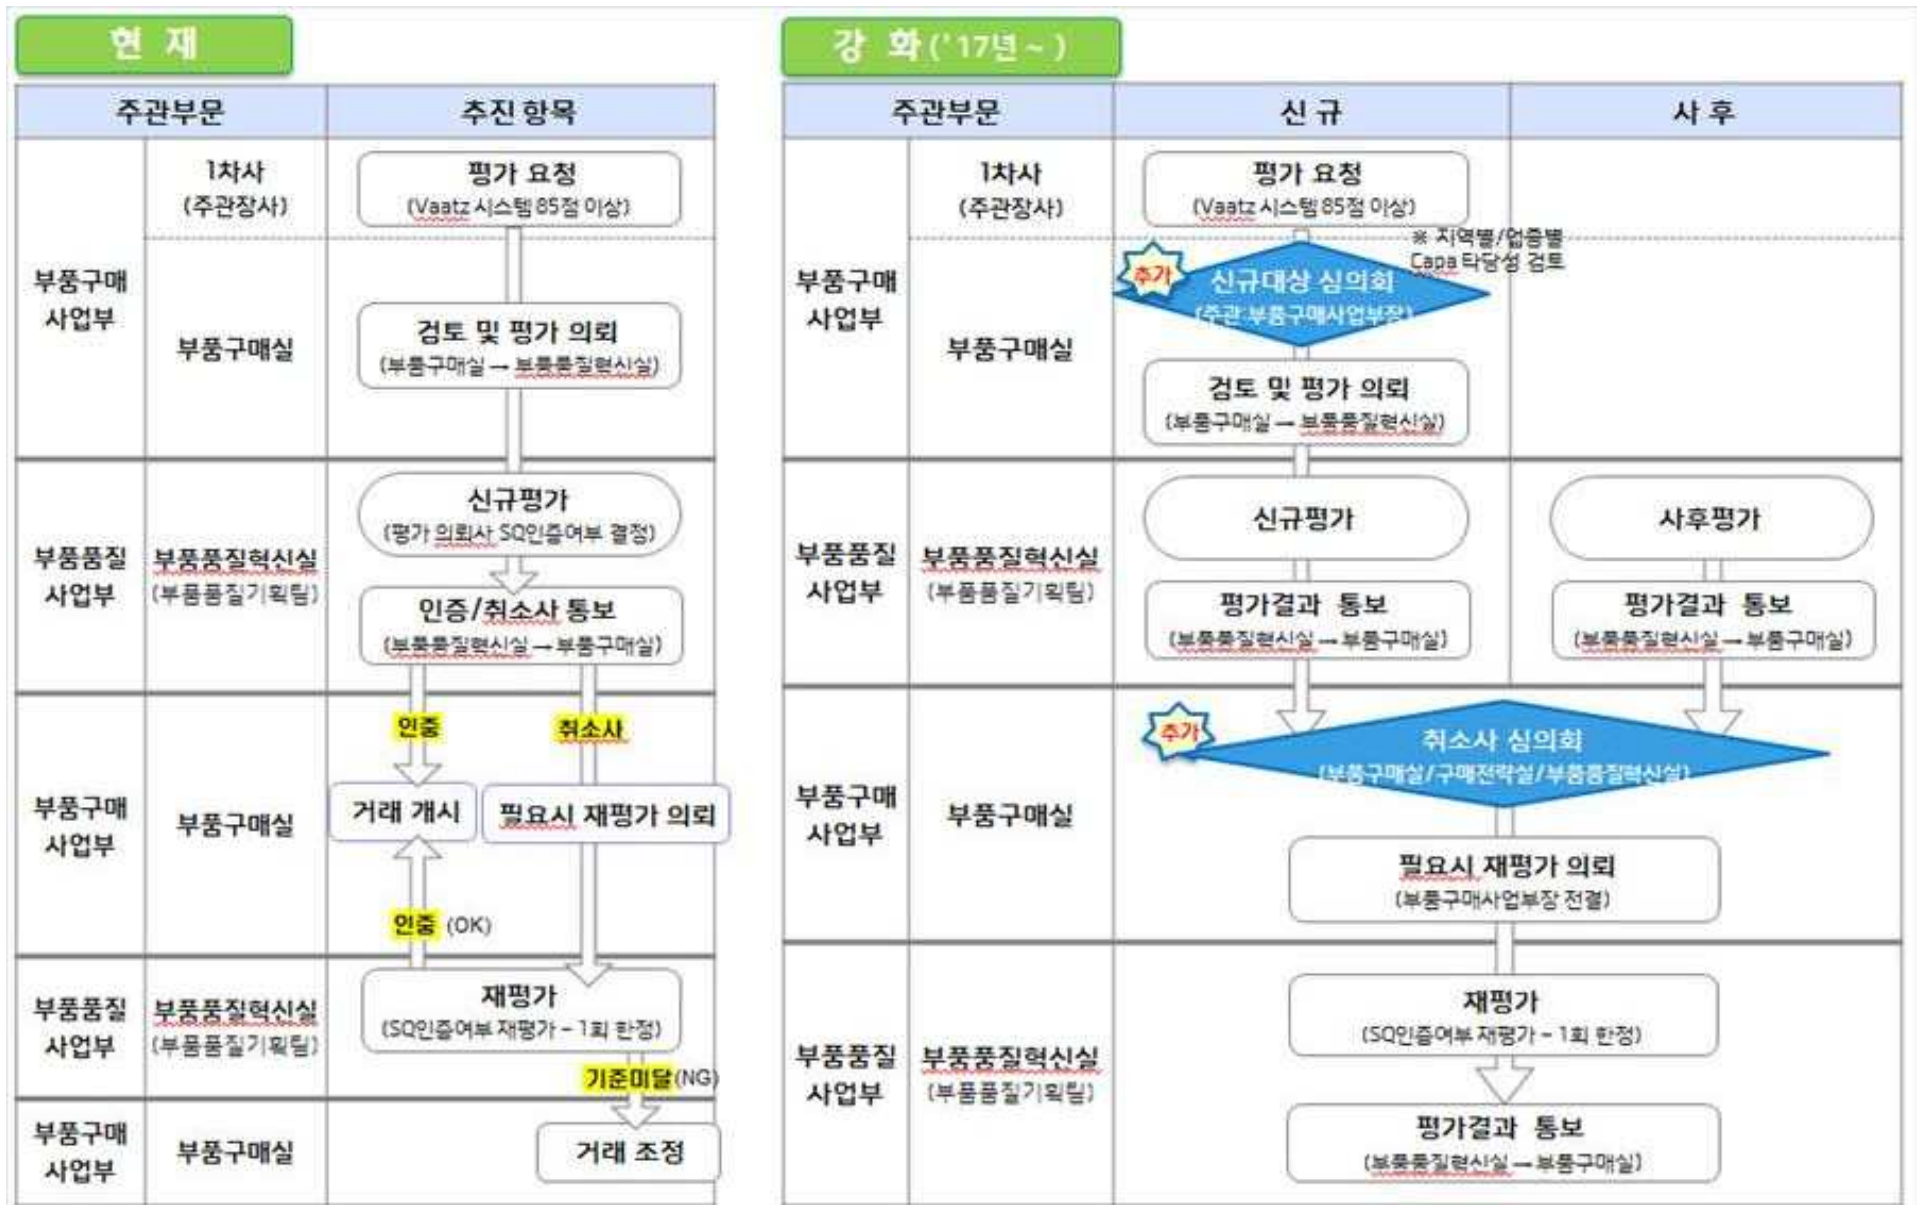 현 재
주관부문
추진 항목
부품구매
사업부
1차사
(주관장사)
평가 요청
(Vaatz 시스템 85점 이상)
부품구매실
검토 및 평가 의뢰
(부품구매실 → 부품품질혁신실)
부품품질
사업부
부품품질혁신실
(부품품질기획팀)
신규평가
(평가 의뢰사 SQ인증여부 결정)
인증/취소사 통보
(부품품질혁신실 → 부품구매실)
부품구매
사업부
부품구매실
인증
취소사
거래 개시
필요시 재평가 의뢰
인증 (OK)
부품품질
사업부
부품품질혁신실
(부품품질기획팀)
재평가
(SQ인증여부 재평가 – 1회 한정)
기준미달(NG)
부품구매
사업부
부품구매실
거래 조정
강 화 ('17년 ~ )
주관부문
신 규
사 후
부품구매
사업부
1차사
(주관장사)
평가 요청
(Vaatz 시스템 85점 이상)
※ 지역별/업종별
Capa 타당성 검토
부품구매실
추가
신규대상 심의회
(주관 부품구매사업부장)
검토 및 평가 의뢰
(부품구매실 → 부품품질혁신실)
부품품질
사업부
부품품질혁신실
(부품품질기획팀)
신규평가
사후평가
평가결과 통보
(부품품질혁신실 → 부품구매실)
평가결과 통보
(부품품질혁신실 → 부품구매실)
부품구매
사업부
부품구매실
추가
취소사 심의회
(부품구매실/구매전략실/부품품질혁신실)
필요시 재평가 의뢰
(부품구매사업부장 전결)
부품품질
사업부
부품품질혁신실
(부품품질기획팀)
재평가
(SQ인증여부 재평가 – 1회 한정)
평가결과 통보
(부품품질혁신실 → 부품구매실)